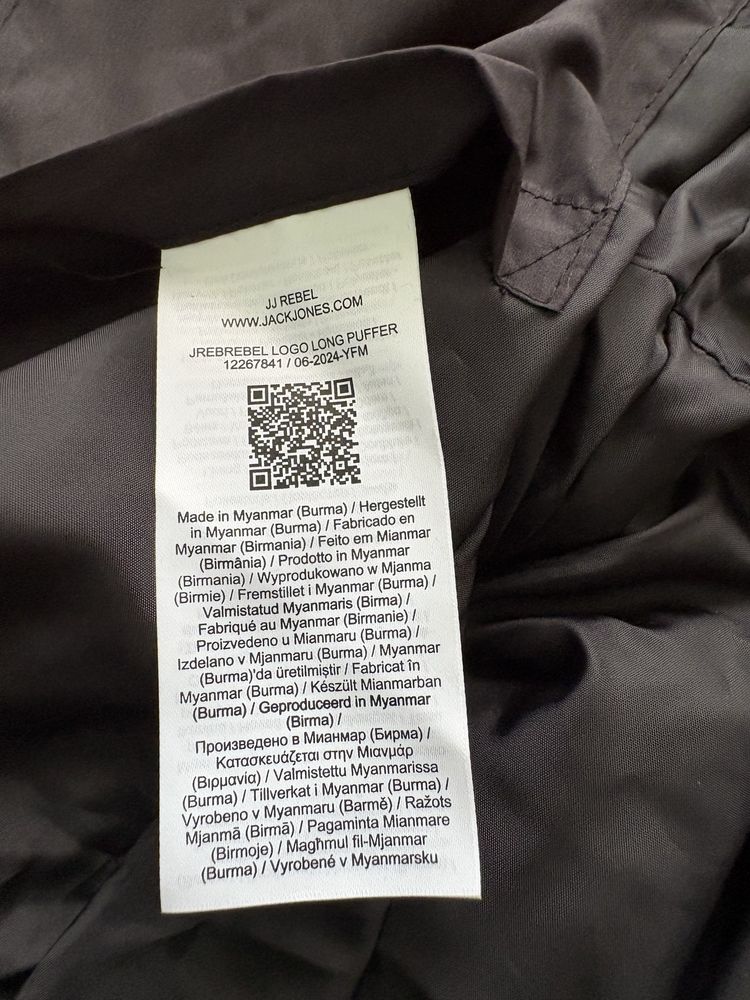 JJ REBEL
WWW.JACKJONES.COM
JREBREBEL LOGO LONG PUFFER
12267841 / 06-2024-YFM
Made in Myanmar (Burma) / Hergestellt
in Myanmar (Burma) / Fabricado en
Myanmar (Birmania) / Feito em Mianmar
(Birmânia) / Prodotto in Myanmar
(Birmania) / Wyprodukowano w Mjanma
(Birmie) / Fremstillet i Myanmar (Burma) /
Valmistatud Myanmaris (Birma) /
Fabriqué au Myanmar (Birmanie) /
Proizvedeno u Mianmaru (Burma) /
Izdelano v Mjanmaru (Burma) / Myanmar
(Burma)'da üretilmiştir / Fabricat în
Myanmar (Burma) / Készült Mianmarban
(Burma) / Geproduceerd in Myanmar
(Birma) /
Произведено в Мианмар (Бирма) /
Κατασκευάζεται στην Μιανμάρ
(Βιρμανία) / Valmistettu Myanmarissa
(Burma) / Tillverkat i Myanmar (Burma) /
Vyrobeno v Myanmaru (Barmě) / Ražots
Mjanmā (Birmā) / Pagaminta Mianmare
(Birmoje) / Magħmul fil-Mjanmar
(Burma) / Vyrobené v Myanmarsku